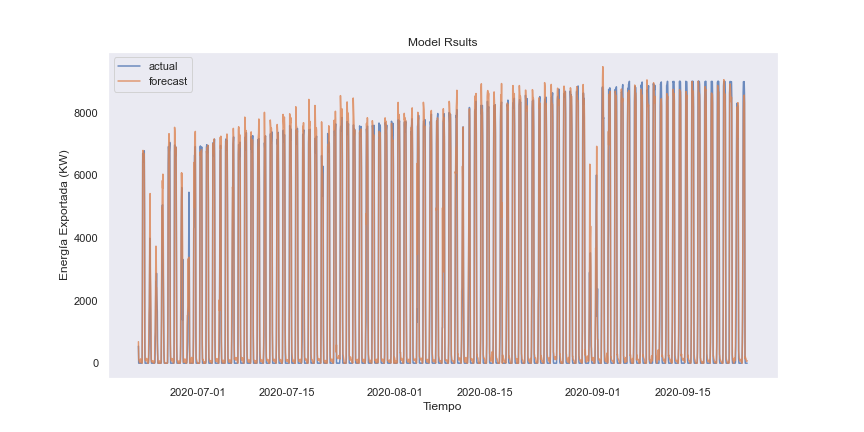 Model Rsults
actual
forecast
Energía Exportada (KW)
8000
6000
4000
2000
0
2020-07-01
2020-07-15
2020-08-01
2020-08-15
2020-09-01
2020-09-15
Tiempo